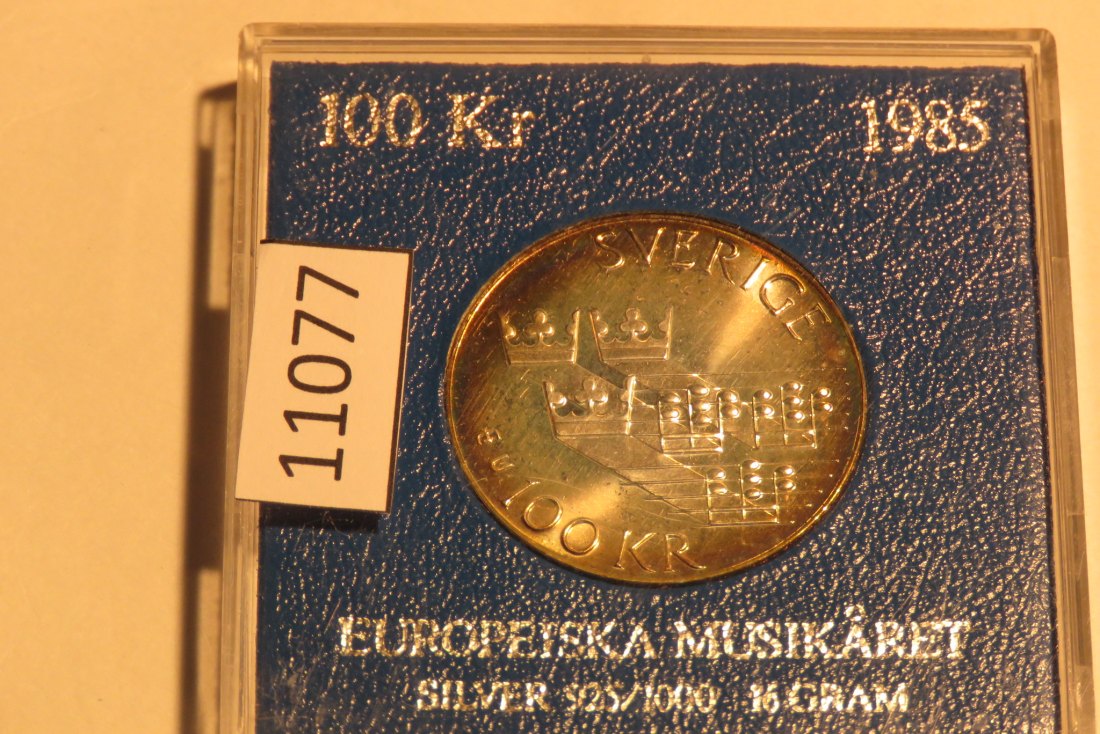 100 Kr 1985
11077
SVERIGE
E U
100 KR
EUROPEISKA MUSIKÅRET
SILVER 925/1000 16 GRAM